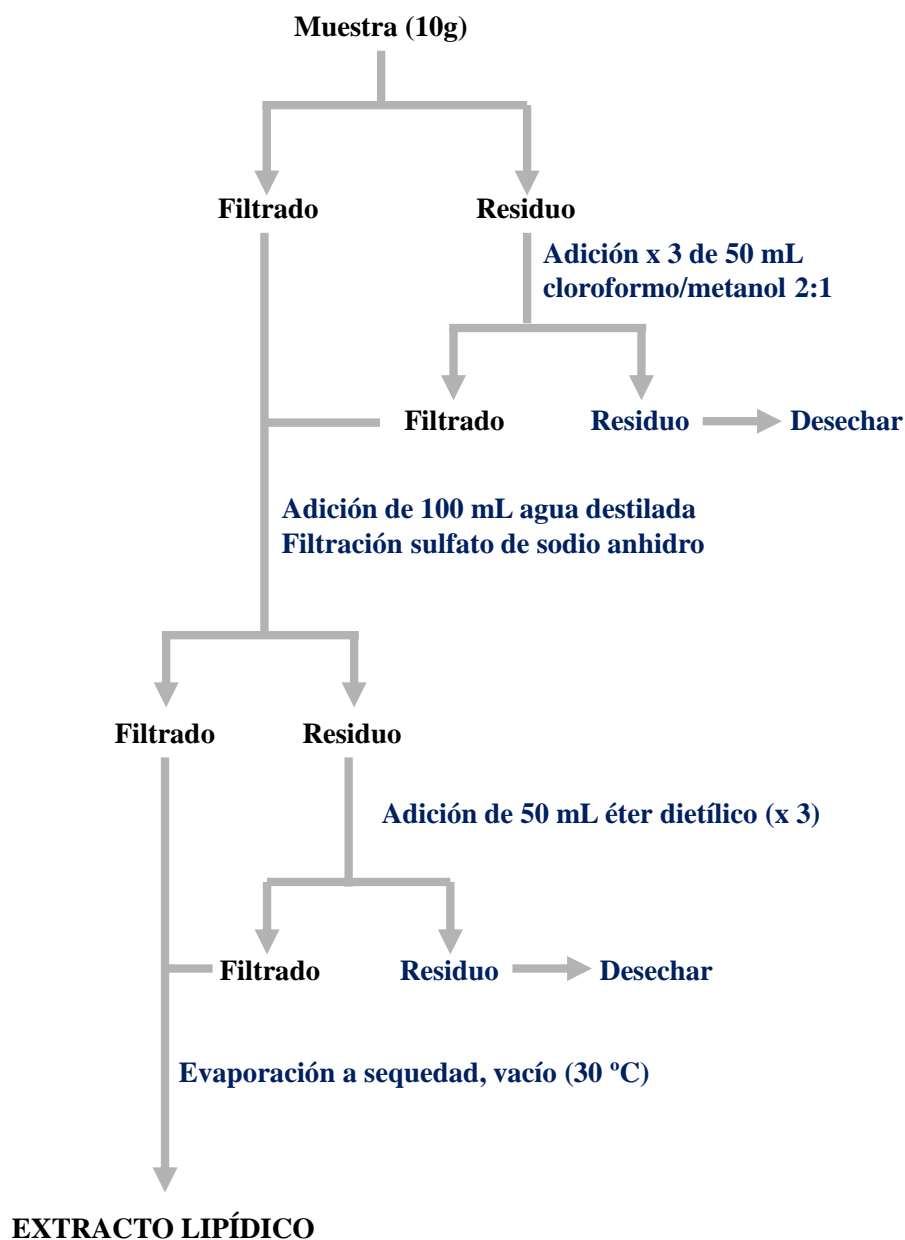 Muestra (10g)
Filtrado
Residuo
Adición x 3 de 50 mL
cloroformo/metanol 2:1
Filtrado
Residuo
Desechar
Adición de 100 mL agua destilada
Filtración sulfato de sodio anhidro
Filtrado
Residuo
Adición de 50 mL éter dietílico (x 3)
Filtrado
Residuo
Desechar
Evaporación a sequedad, vacío (30 ºC)
EXTRACTO LIPÍDICO